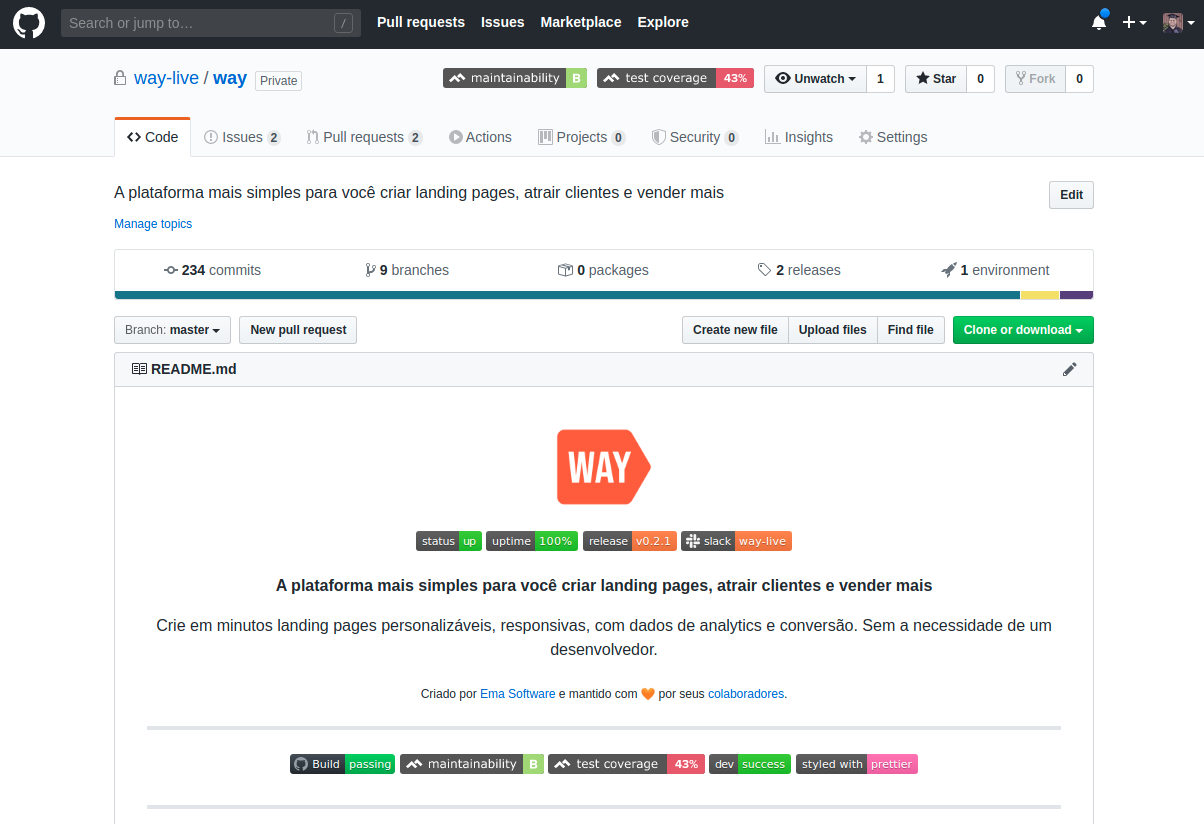 Search or jump to… / Pull requests Issues Marketplace Explore
way-live / way Private maintainability B test coverage 43% Unwatch 1 Star 0 Fork 0
Code Issues 2 Pull requests 2 Actions Projects 0 Security 0 Insights Settings
A plataforma mais simples para você criar landing pages, atrair clientes e vender mais Edit
Manage topics
234 commits 9 branches 0 packages 2 releases 1 environment
Branch: master New pull request Create new file Upload files Find file Clone or download
README.md
WAY
status up uptime 100% release v0.2.1 slack way-live
A plataforma mais simples para você criar landing pages, atrair clientes e vender mais
Crie em minutos landing pages personalizáveis, responsivas, com dados de analytics e conversão. Sem a necessidade de um
desenvolvedor.
Criado por Ema Software e mantido com 🧡 por seus colaboradores.
Build passing maintainability B test coverage 43% dev success styled with prettier